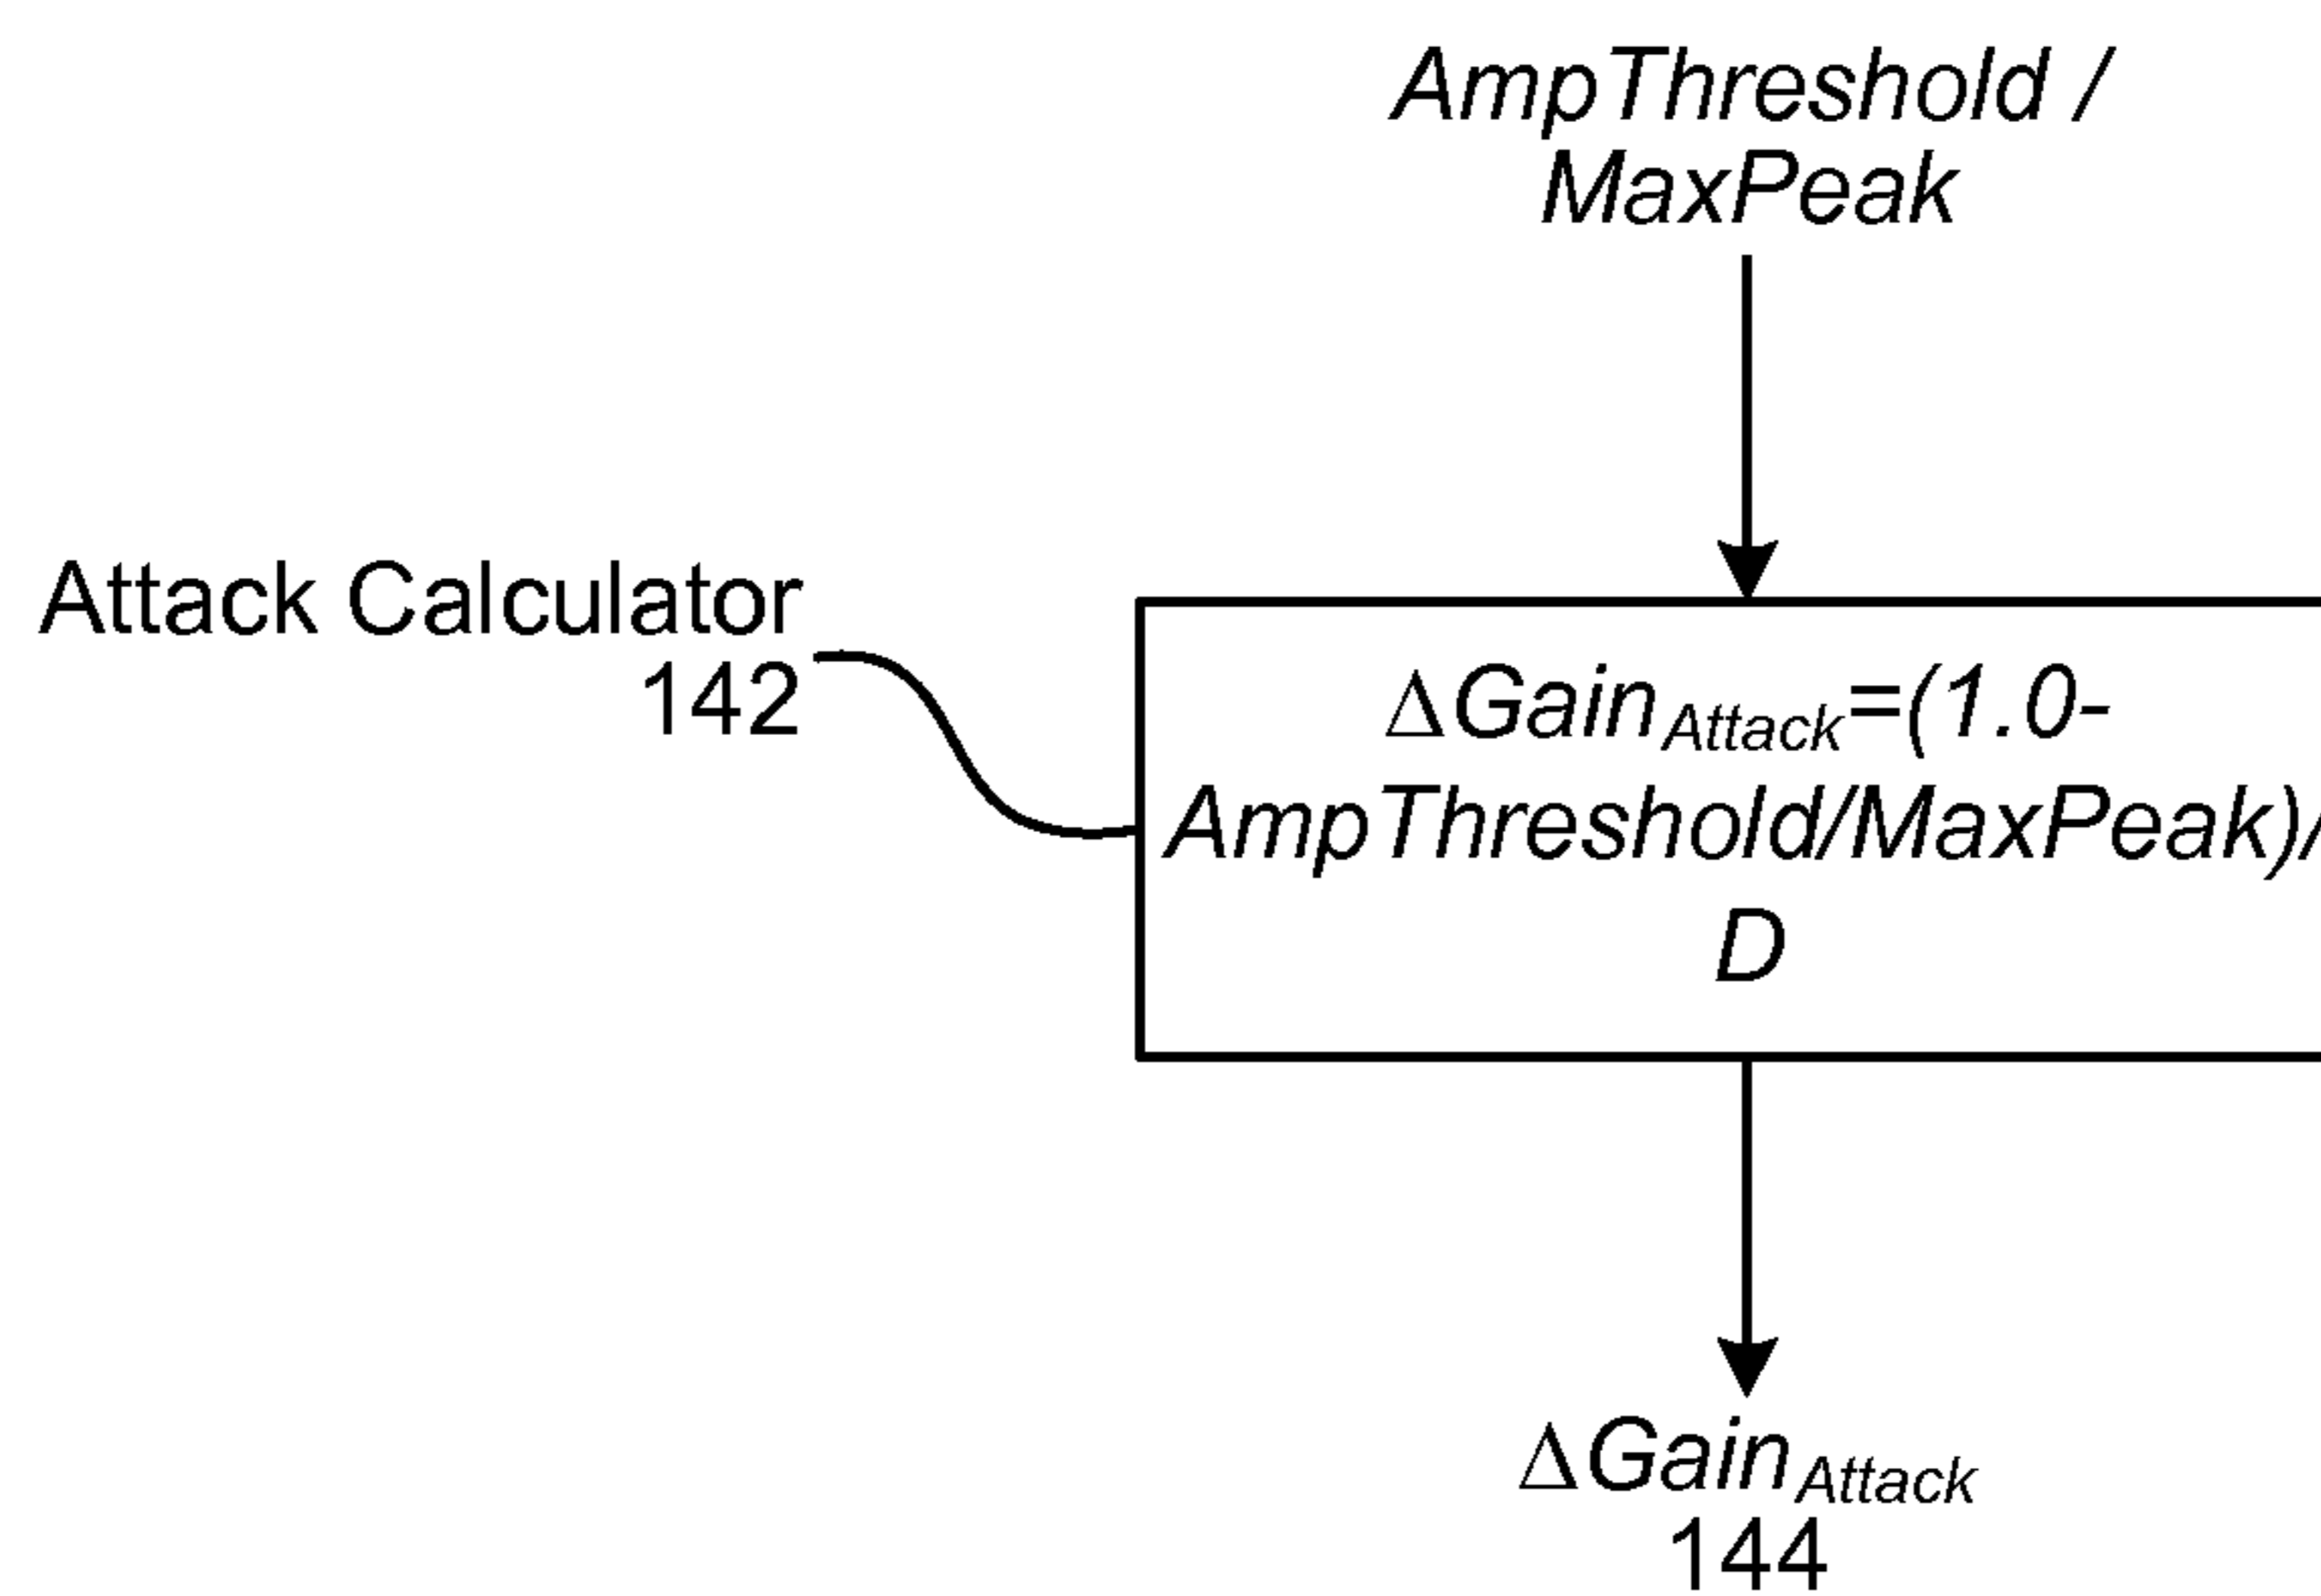 AmpThreshold /
MaxPeak
Attack Calculator
142
ΔGainAttack=(1.0-
AmpThreshold/MaxPeak)/
D
ΔGainAttack
144